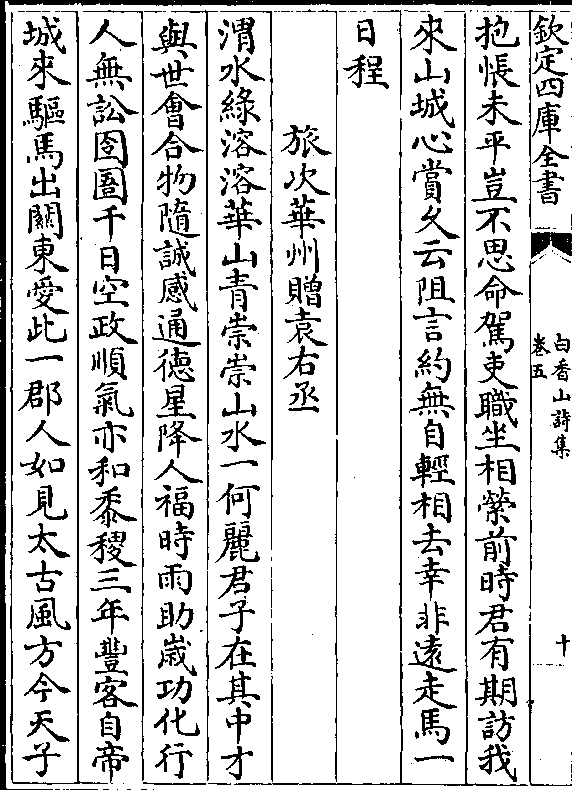 欽定四庫全書
白香山詩集
卷五
十
抱悵未平豈不思命駕吏職坐相縈前時君有期訪我
來山城心賞久云阻言約無自輕相去幸非遠走馬一
日程
旅次華州贈袁右丞
渭水綠溶溶華山青崇崇山水一何麗君子在其中才
與世會合物隨誠感通德星降人福時雨助歲功化行
人無訟囹圄千日空政順氣亦和黍稷三年豐客自帝
城來驅馬出關東愛此一郡人如見太古風方今天子